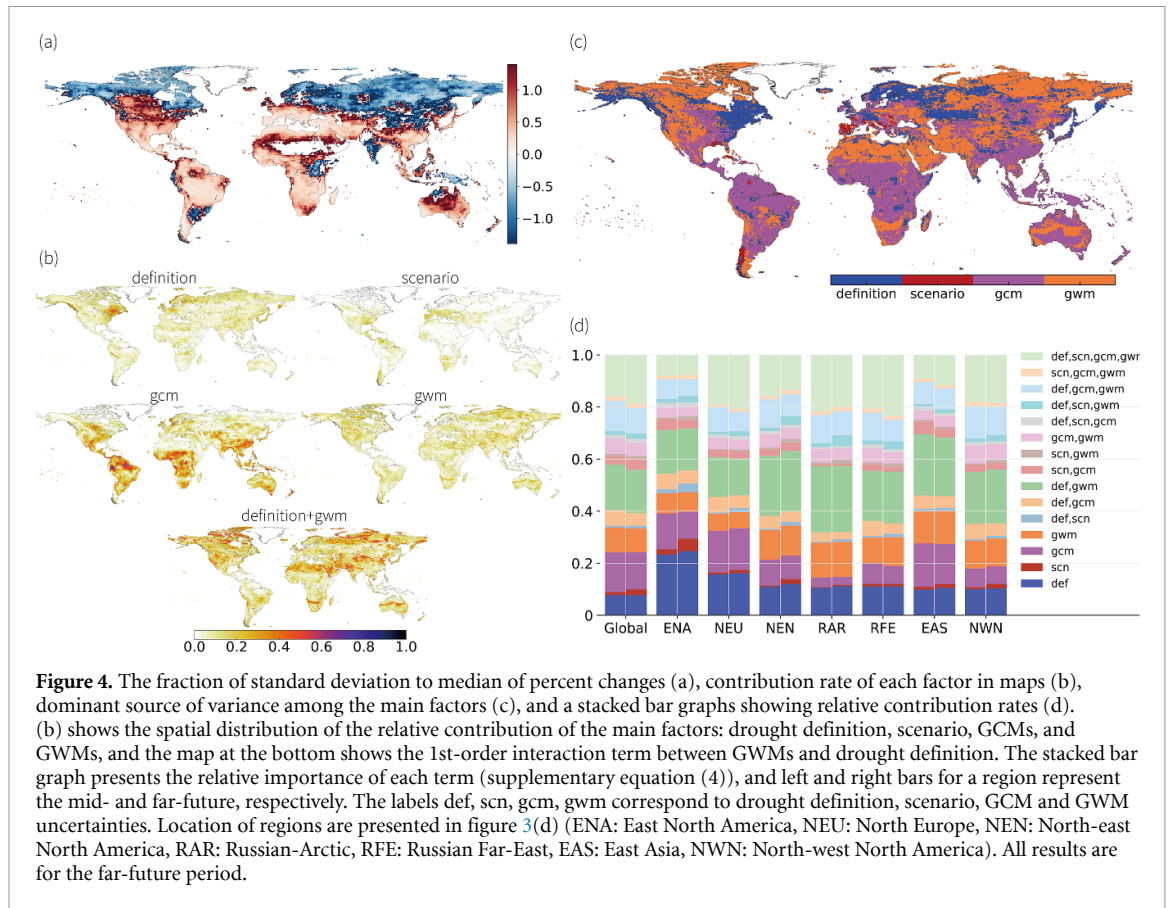 (a)
1.0
0.5
0.0
−0.5
−1.0
(b)
definition
scenario
gcm
gwm
definition+gwm
0.0 0.2 0.4 0.6 0.8 1.0
(c)
definition scenario gcm gwm
(d)
1.0
0.8
0.6
0.4
0.2
0
Global ENA NEU NEN RAR RFE EAS NWN
def,scn,gcm,gwr
scn,gcm,gwm
def,gcm,gwm
def,scn,gwm
def,scn,gcm
gcm,gwm
scn,gwm
scn,gcm
def,gwm
def,gcm
def,scn
gwm
gcm
scn
def
Figure 4. The fraction of standard deviation to median of percent changes (a), contribution rate of each factor in maps (b),
dominant source of variance among the main factors (c), and a stacked bar graphs showing relative contribution rates (d).
(b) shows the spatial distribution of the relative contribution of the main factors: drought definition, scenario, GCMs, and
GWMs, and the map at the bottom shows the 1st-order interaction term between GWMs and drought definition. The stacked bar
graph presents the relative importance of each term (supplementary equation (4)), and left and right bars for a region represent
the mid- and far-future, respectively. The labels def, scn, gcm, gwm correspond to drought definition, scenario, GCM and GWM
uncertainties. Location of regions are presented in figure 3(d) (ENA: East North America, NEU: North Europe, NEN: North-east
North America, RAR: Russian-Arctic, RFE: Russian Far-East, EAS: East Asia, NWN: North-west North America). All results are
for the far-future period.